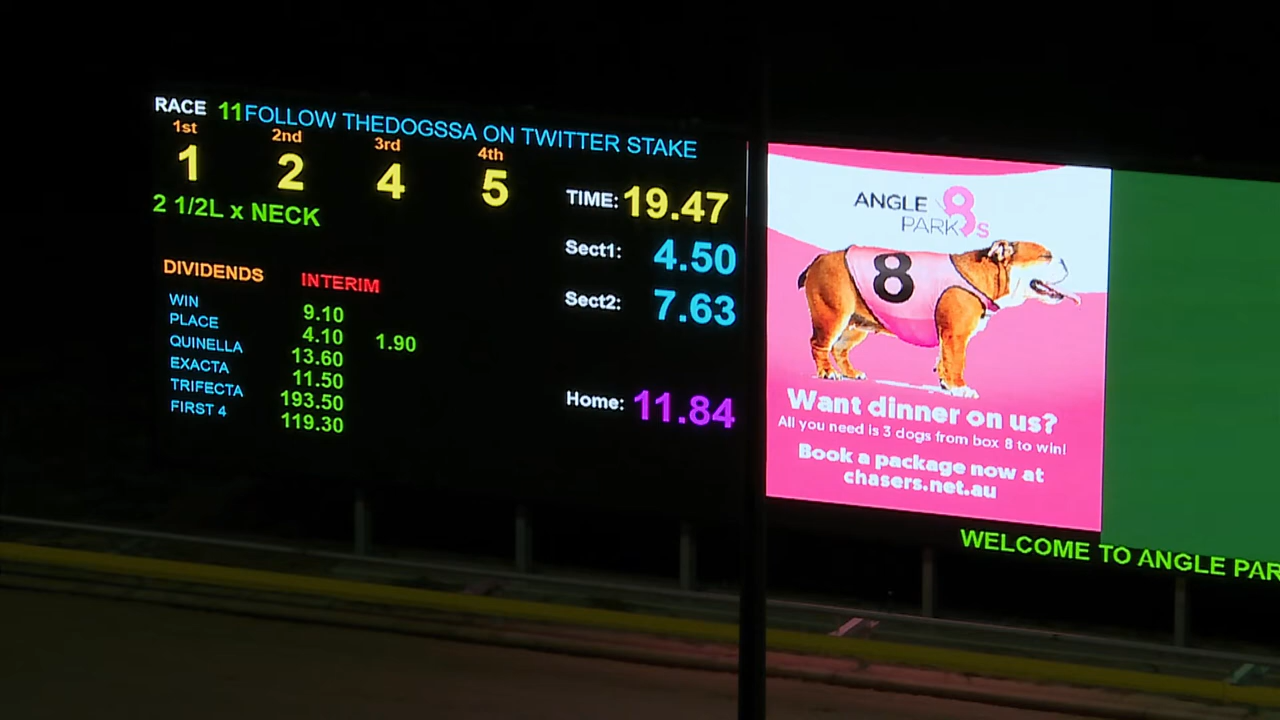 RACE 11 FOLLOW THEDOGSSA ON TWITTER STAKE
1st 2nd 3rd 4th
1 2 4 5
2 1/2L x NECK
TIME: 19.47
Sect1: 4.50
Sect2: 7.63
Home: 11.84
DIVIDENDS INTERIM
WIN 9.10
PLACE 4.10 1.90
QUINELLA 13.60
EXACTA 11.50
TRIFECTA 193.50
FIRST 4 119.30
ANGLE
PARK 8s
8
Want dinner on us?
All you need is 3 dogs from box 8 to win!
Book a package now at
chasers.net.au
WELCOME TO ANGLE PAR